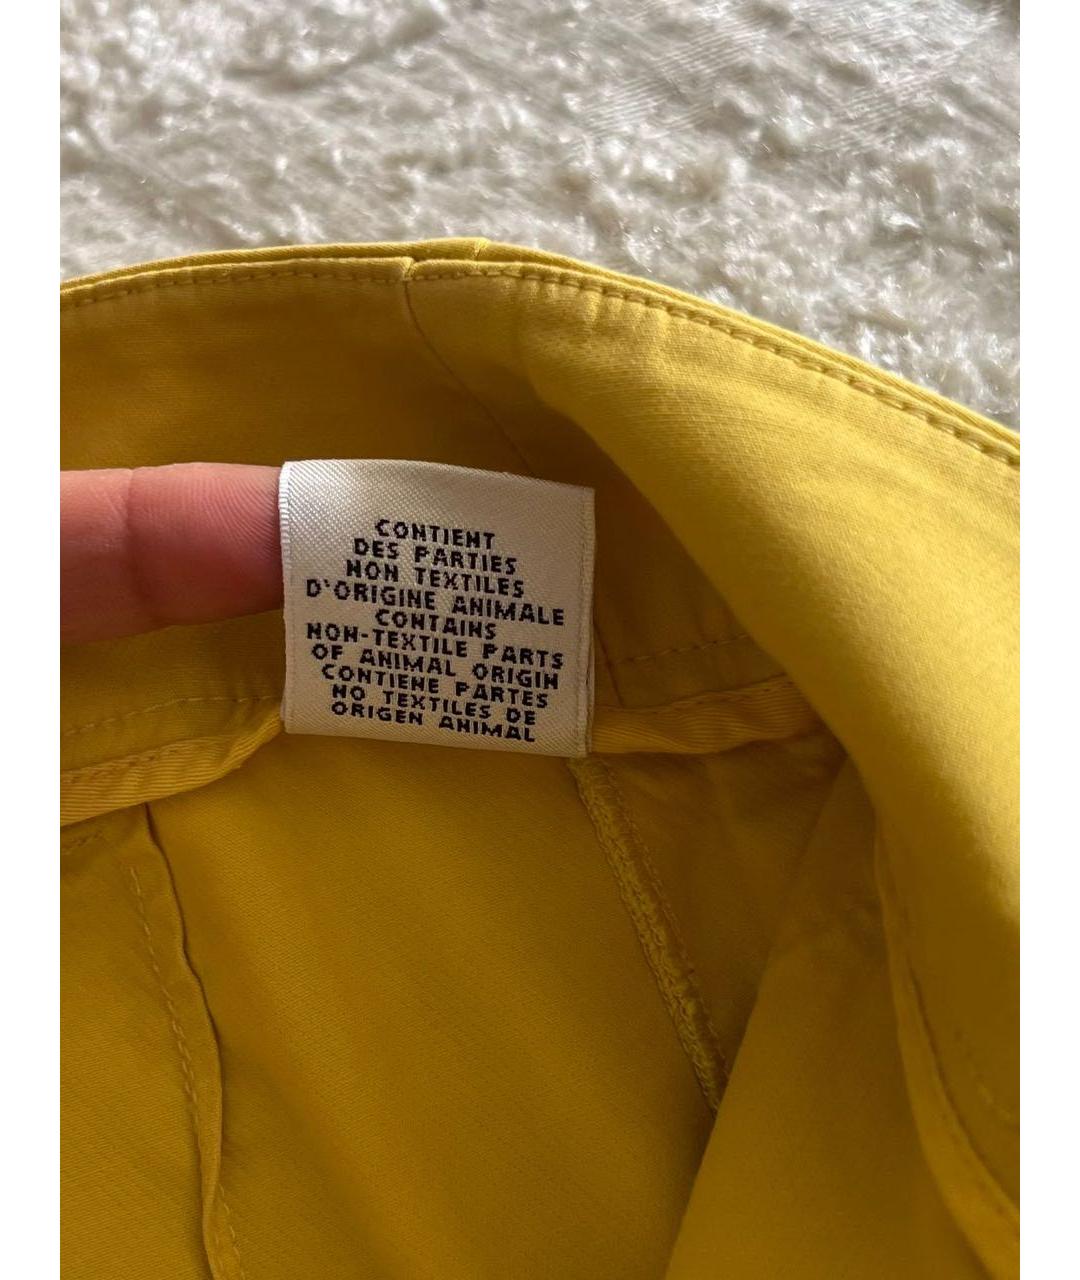 CONTIENT
DES PARTIES
NON TEXTILES
D'ORIGINE ANIMALE
CONTAINS
NON-TEXTILE PARTS
OF ANIMAL ORIGIN
CONTIENE PARTES
NO TEXTILES DE
ORIGEN ANIMAL